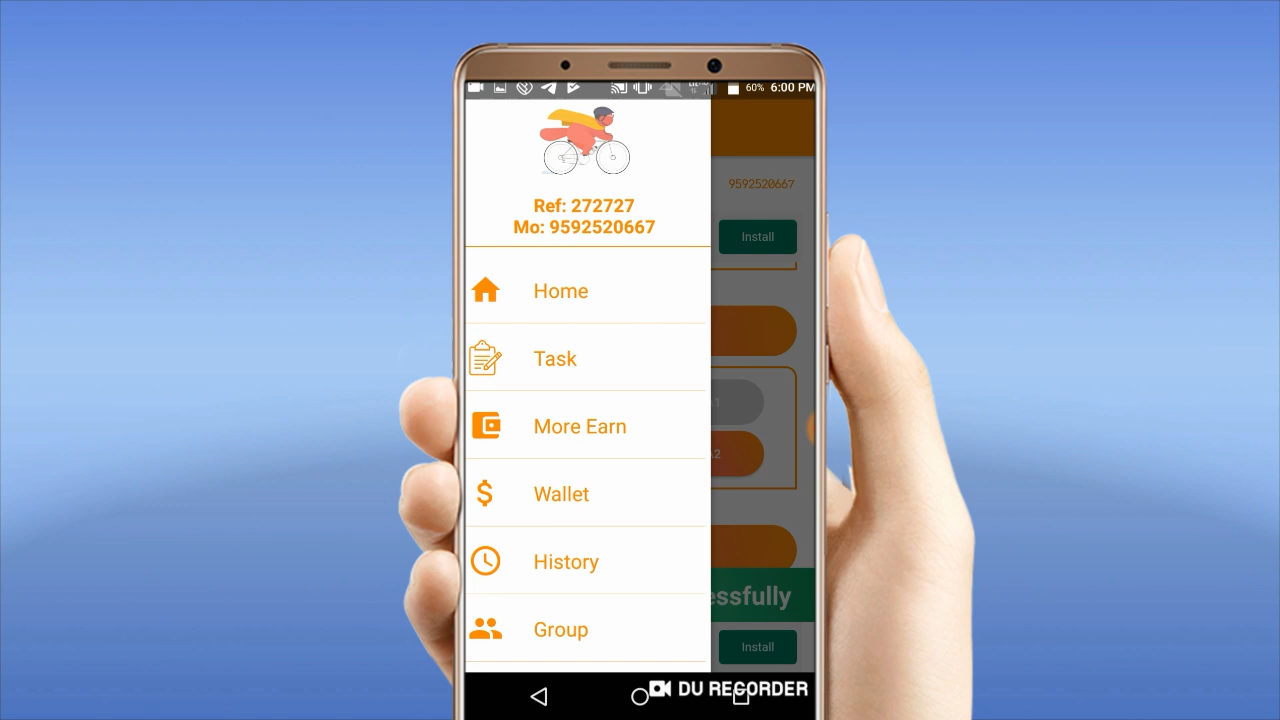 60% 6:00 PM
Ref: 272727
Mo: 9592520667
9592520667
Install
Home
Task
More Earn
Wallet
History
Group
A2
essfully
Install
DU RECORDER